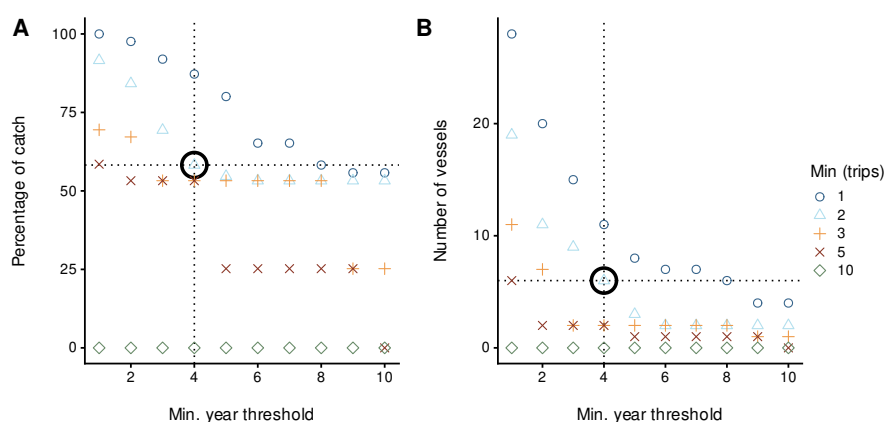 A
B
Percentage of catch
100
75
50
25
0
2 4 6 8 10
Min. year threshold
Number of vessels
20
10
0
2 4 6 8 10
Min. year threshold
Min (trips)
1
2
3
5
10